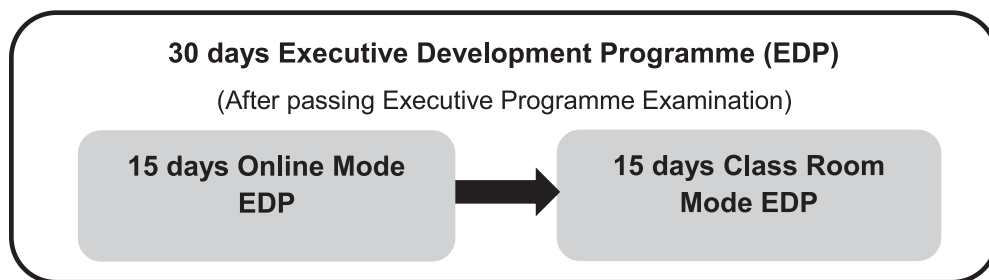 30 days Executive Development Programme (EDP)
(After passing Executive Programme Examination)
15 days Online Mode
EDP
15 days Class Room
Mode EDP